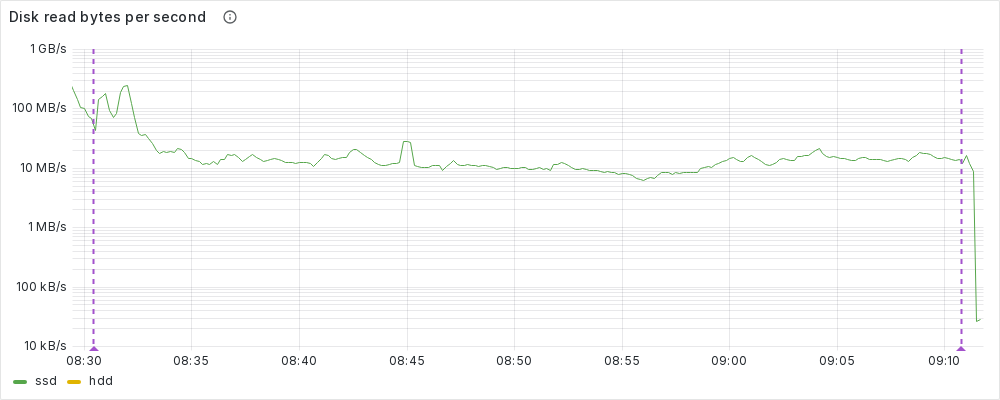 Disk read bytes per second
1 GB/s
100 MB/s
10 MB/s
1 MB/s
100 kB/s
10 kB/s
08:30 08:35 08:40 08:45 08:50 08:55 09:00 09:05 09:10
ssd hdd